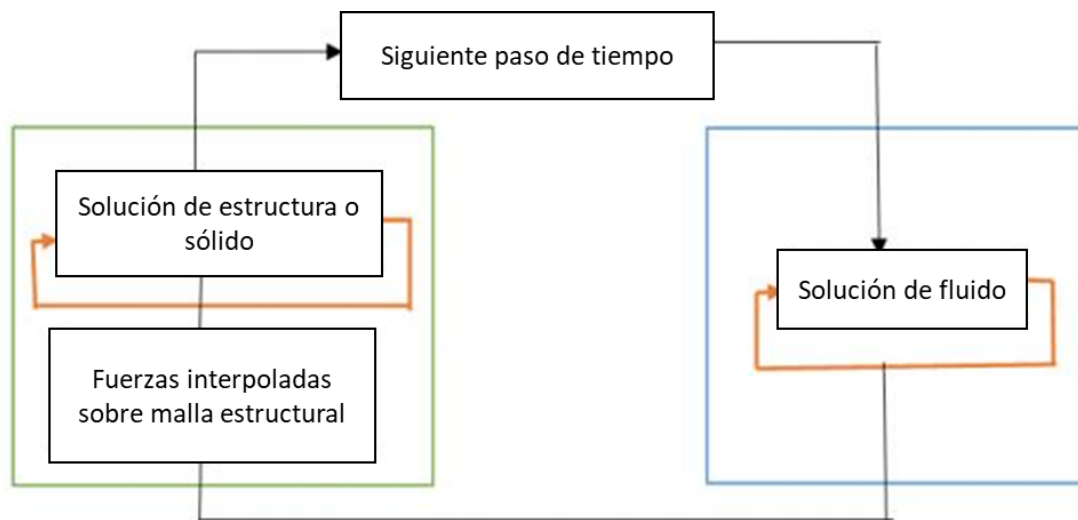 Siguiente paso de tiempo
Solución de estructura o
sólido
Solución de fluido
Fuerzas interpoladas
sobre malla estructural